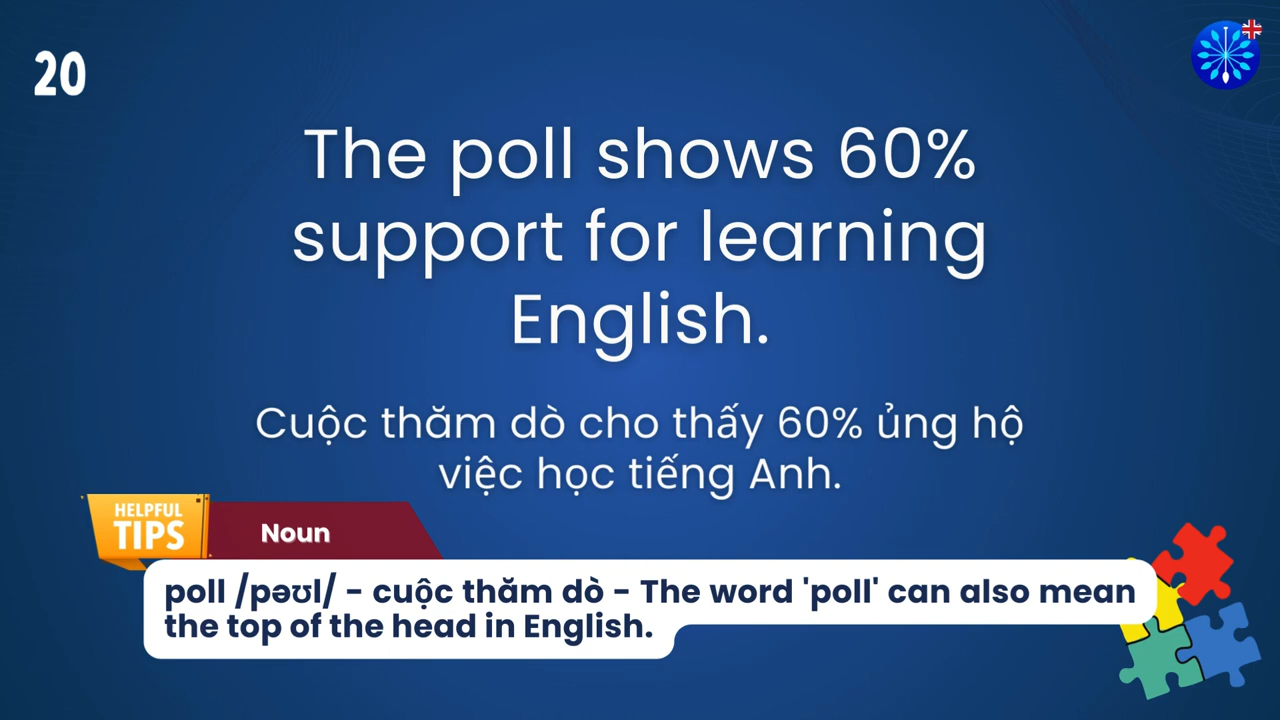 20
The poll shows 60%
support for learning
English.
Cuộc thăm dò cho thấy 60% ủng hộ
việc học tiếng Anh.
HELPFUL
TIPS
Noun
poll /pəʊl/ - cuộc thăm dò - The word 'poll' can also mean
the top of the head in English.